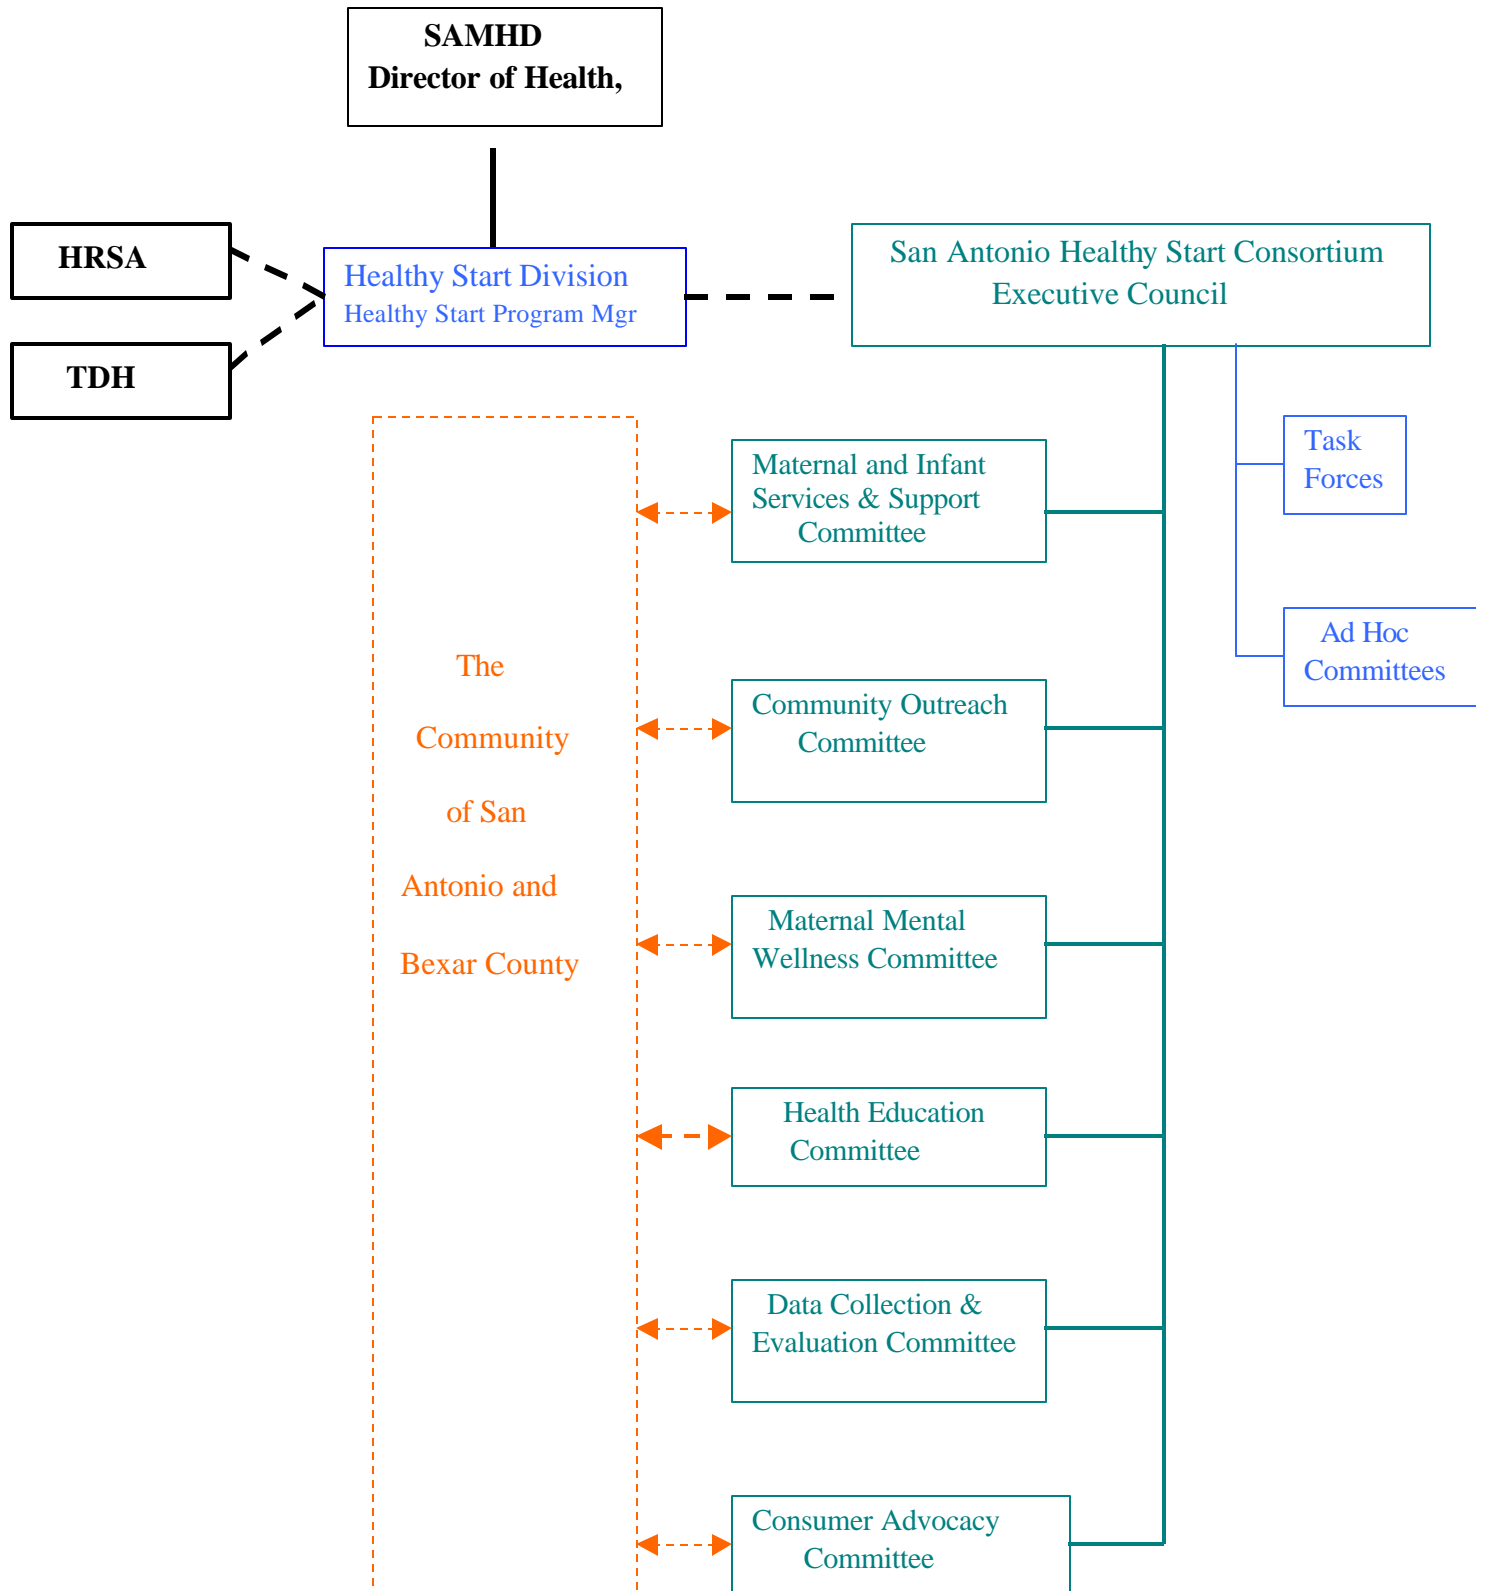 SAMHD
Director of Health,
HRSA
TDH
Healthy Start Division
Healthy Start Program Mgr
San Antonio Healthy Start Consortium
Executive Council
Task
Forces
Ad Hoc
Committees
The
Community
of San
Antonio and
Bexar County
Maternal and Infant
Services & Support
Committee
Community Outreach
Committee
Maternal Mental
Wellness Committee
Health Education
Committee
Data Collection &
Evaluation Committee
Consumer Advocacy
Committee